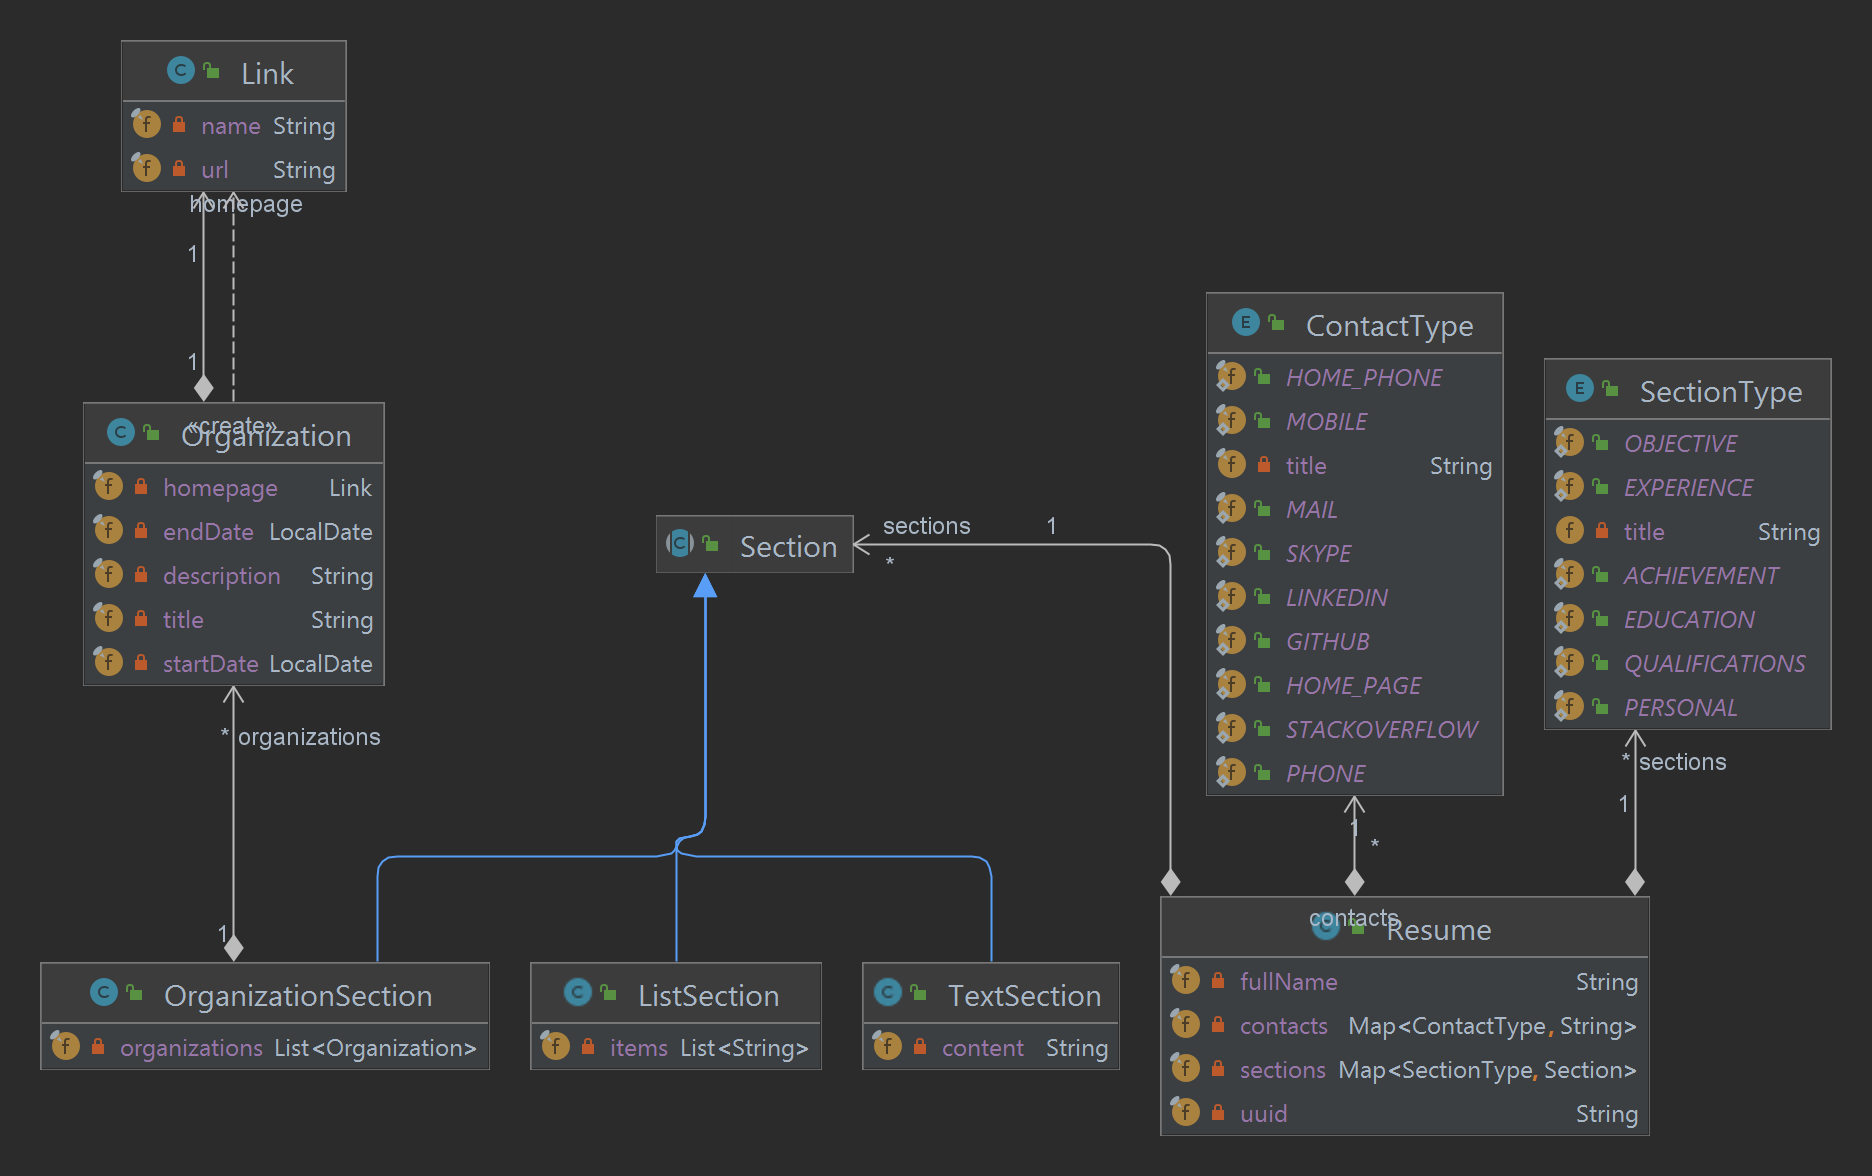 Link
name String
url String
homepage
1
1
«create»
Organization
homepage Link
endDate LocalDate
description String
title String
startDate LocalDate
* organizations
1
OrganizationSection
organizations List<Organization>
Section
sections 1
*
ListSection
items List<String>
TextSection
content String
ContactType
HOME_PHONE
MOBILE
title String
MAIL
SKYPE
LINKEDIN
GITHUB
HOME_PAGE
STACKOVERFLOW
PHONE
1
*
contacts
SectionType
OBJECTIVE
EXPERIENCE
title String
ACHIEVEMENT
EDUCATION
QUALIFICATIONS
PERSONAL
* sections
1
Resume
fullName String
contacts Map<ContactType, String>
sections Map<SectionType, Section>
uuid String